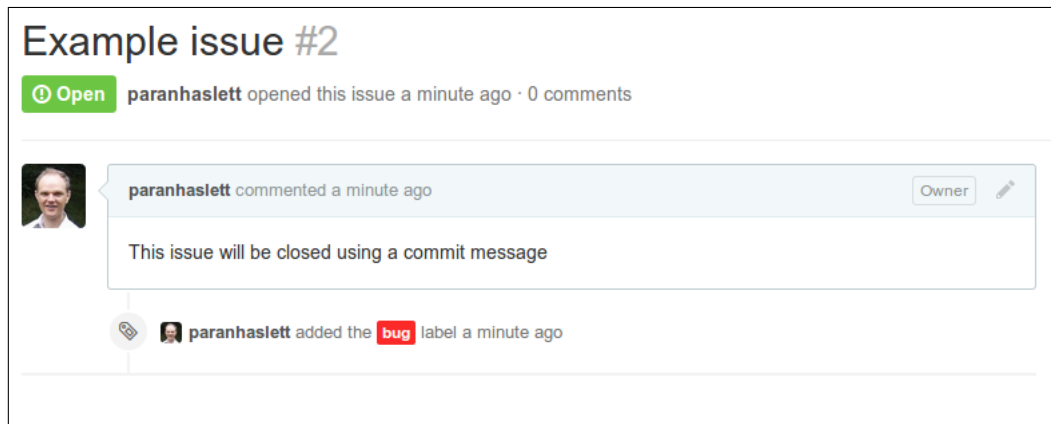 Example issue #2
Open paranhaslett opened this issue a minute ago · 0 comments
paranhaslett commented a minute ago Owner
This issue will be closed using a commit message
paranhaslett added the bug label a minute ago